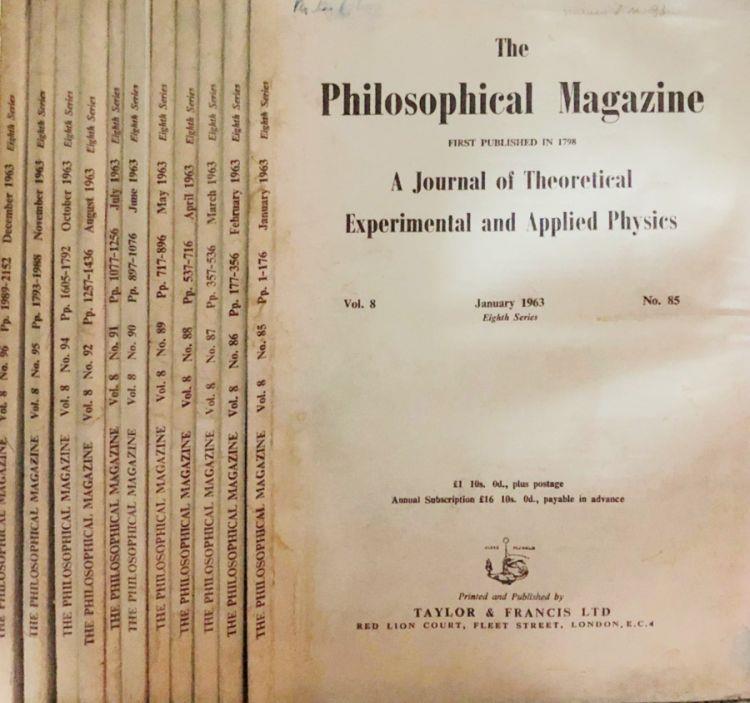 THE PHILOSOPHICAL MAGAZINE Vol. 8 No. 96 Pp. 1989-2152 December 1963 Eighth Series
THE PHILOSOPHICAL MAGAZINE Vol. 8 No. 95 Pp. 1793-1988 November 1963 Eighth Series
THE PHILOSOPHICAL MAGAZINE Vol. 8 No. 94 Pp. 1605-1792 October 1963 Eighth Series
THE PHILOSOPHICAL MAGAZINE Vol. 8 No. 92 Pp. 1257-1436 August 1963 Eighth Series
THE PHILOSOPHICAL MAGAZINE Vol. 8 No. 91 Pp. 1077-1256 July 1963 Eighth Series
THE PHILOSOPHICAL MAGAZINE Vol. 8 No. 90 Pp. 897-1076 June 1963 Eighth Series
THE PHILOSOPHICAL MAGAZINE Vol. 8 No. 89 Pp. 717-896 May 1963 Eighth Series
THE PHILOSOPHICAL MAGAZINE Vol. 8 No. 88 Pp. 537-716 April 1963 Eighth Series
THE PHILOSOPHICAL MAGAZINE Vol. 8 No. 87 Pp. 357-536 March 1963 Eighth Series
THE PHILOSOPHICAL MAGAZINE Vol. 8 No. 86 Pp. 177-356 February 1963 Eighth Series
THE PHILOSOPHICAL MAGAZINE Vol. 8 No. 85 Pp. 1-176 January 1963 Eighth Series
The
Philosophical Magazine
FIRST PUBLISHED IN 1798
A Journal of Theoretical
Experimental and Applied Physics
Vol. 8 January 1963 No. 85
Eighth Series
£1 10s. 0d., plus postage
Annual Subscription £16 10s. 0d., payable in advance
Printed and Published by
TAYLOR & FRANCIS LTD
RED LION COURT, FLEET STREET, LONDON, E.C.4